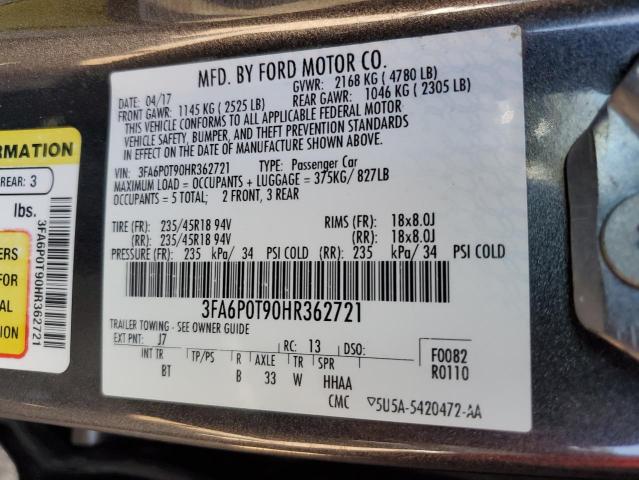 MFD. BY FORD MOTOR CO.
DATE: 04/17
GVWR: 2168 KG ( 4780 LB)
FRONT GAWR: 1145 KG ( 2525 LB)
REAR GAWR: 1046 KG ( 2305 LB)
THIS VEHICLE CONFORMS TO ALL APPLICABLE FEDERAL MOTOR
VEHICLE SAFETY, BUMPER, AND THEFT PREVENTION STANDARDS
IN EFFECT ON THE DATE OF MANUFACTURE SHOWN ABOVE.
VIN: 3FA6P0T90HR362721 TYPE: Passenger Car
MAXIMUM LOAD = OCCUPANTS + LUGGAGE = 375KG/ 827LB
OCCUPANTS = 5 TOTAL; 2 FRONT, 3 REAR
TIRE (FR): 235/45R18 94V RIMS (FR): 18x8.0J
(RR): 235/45R18 94V (RR): 18x8.0J
PRESSURE (FR): 235 kPa/ 34 PSI COLD (RR): 235 kPa/ 34 PSI COLD
3FA6P0T90HR362721
TRAILER TOWING - SEE OWNER GUIDE
EXT PNT: J7 RC: 13 DSO:
INT TR TP/PS R AXLE TR SPR
BT B 33 W HHAA
F0082
R0110
CMC ▽5U5A-5420472-AA
ORMATION
REAR: 3
lbs.
ERS
FOR
AL
ION
3FA6P0T90HR362721